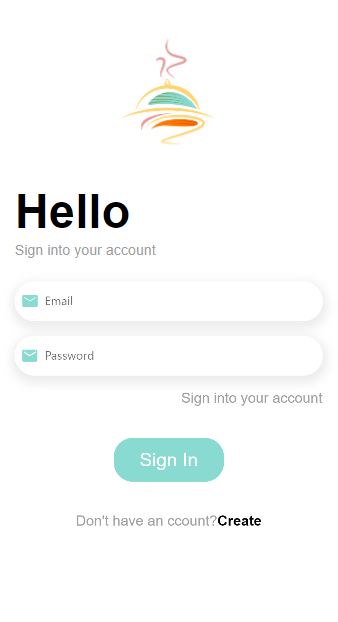 Hello
Sign into your account
Email
Password
Sign into your account
Sign In
Don't have an ccount?Create